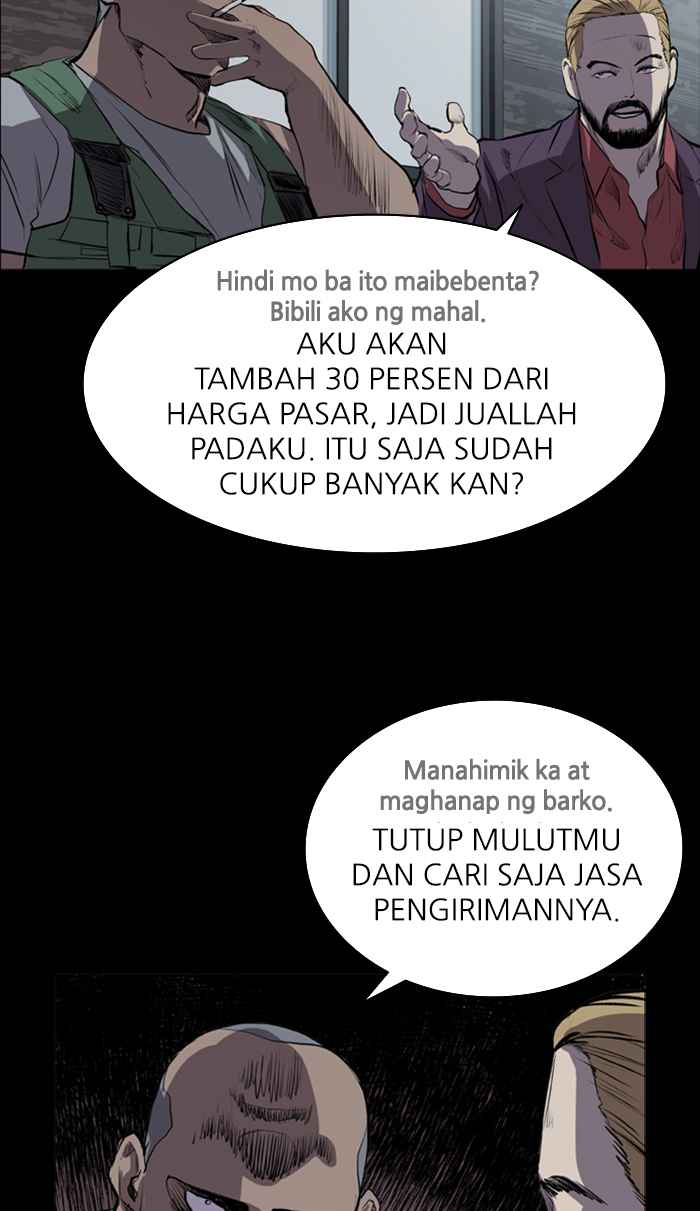 Hindi mo ba ito maibebenta?
Bibili ako ng mahal.
AKU AKAN
TAMBAH 30 PERSEN DARI
HARGA PASAR, JADI JUALLAH
PADAKU. ITU SAJA SUDAH
CUKUP BANYAK KAN?
Manahimik ka at
maghanap ng barko.
TUTUP MULUTMU
DAN CARI SAJA JASA
PENGIRIMANNYA.